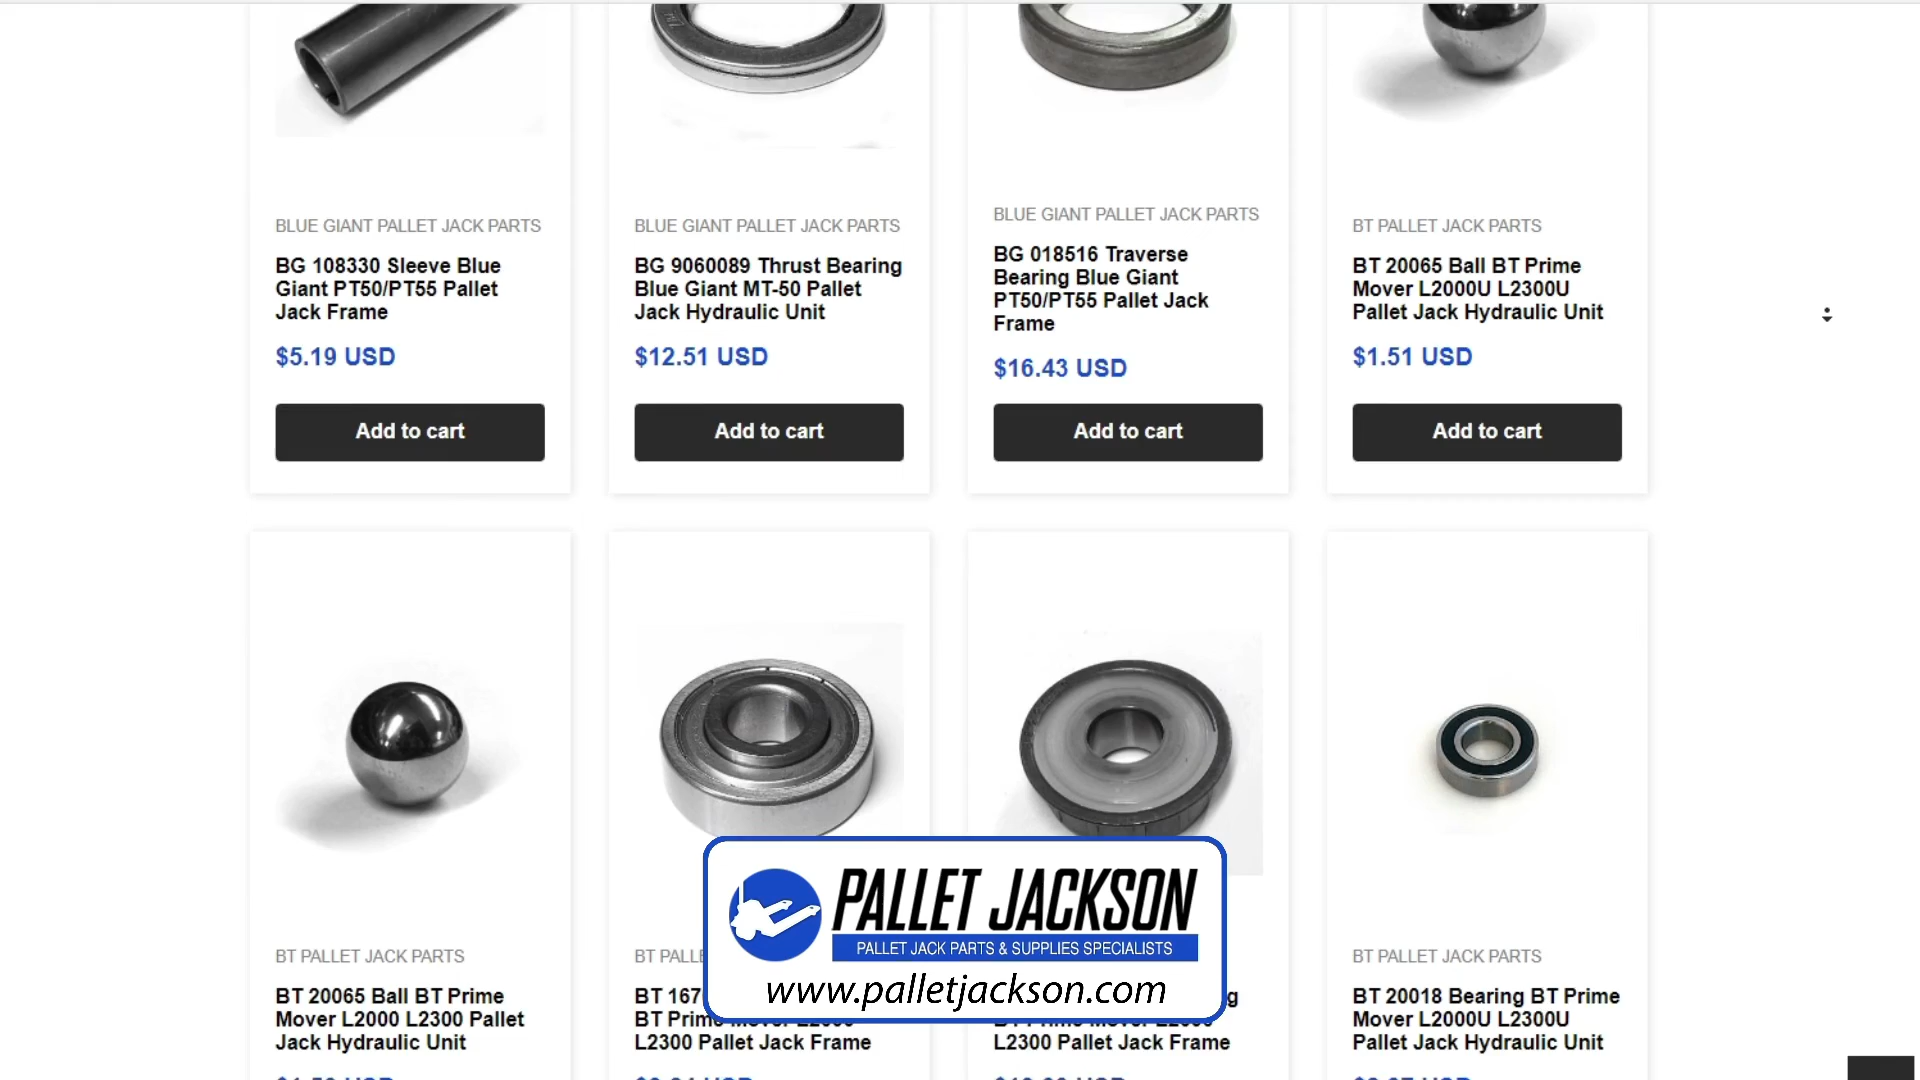 BLUE GIANT PALLET JACK PARTS
BG 108330 Sleeve Blue
Giant PT50/PT55 Pallet
Jack Frame
$5.19 USD
Add to cart
BLUE GIANT PALLET JACK PARTS
BG 9060089 Thrust Bearing
Blue Giant MT-50 Pallet
Jack Hydraulic Unit
$12.51 USD
Add to cart
BLUE GIANT PALLET JACK PARTS
BG 018516 Traverse
Bearing Blue Giant
PT50/PT55 Pallet Jack
Frame
$16.43 USD
Add to cart
BT PALLET JACK PARTS
BT 20065 Ball BT Prime
Mover L2000U L2300U
Pallet Jack Hydraulic Unit
$1.51 USD
Add to cart
BT PALLET JACK PARTS
BT 20065 Ball BT Prime
Mover L2000 L2300 Pallet
Jack Hydraulic Unit
BT
BT
BT Prime
L2300 Pallet Jack Frame
L2300 Pallet Jack Frame
BT PALLET JACK PARTS
BT 20018 Bearing BT Prime
Mover L2000U L2300U
Pallet Jack Hydraulic Unit
PALLET JACKSON
PALLET JACK PARTS & SUPPLIES SPECIALISTS
www.palletjackson.com